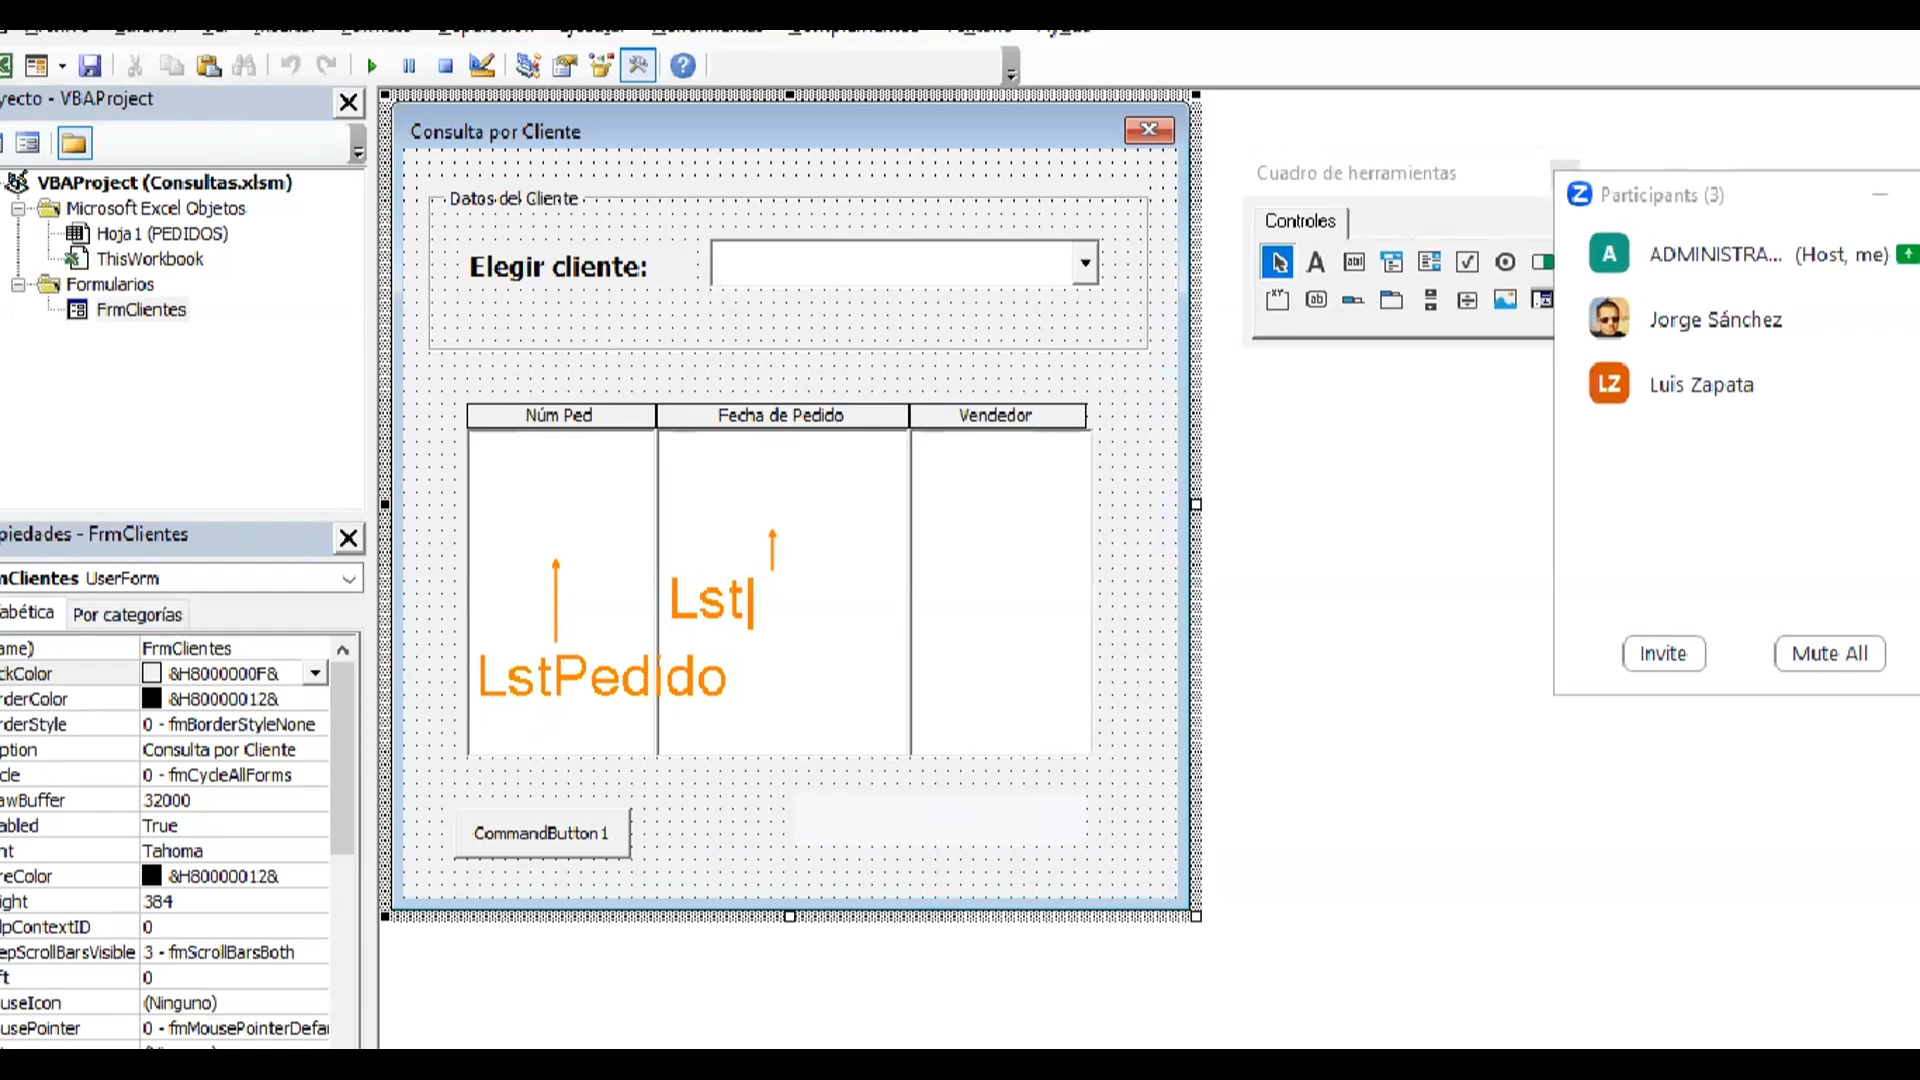 yecto - VBAProject
VBAProject (Consultas.xlsm)
Microsoft Excel Objetos
Hoja1 (PEDIDOS)
ThisWorkbook
Formularios
FrmClientes
piedades - FrmClientes
mClientes UserForm
fabética Por categorías
ame) FrmClientes
ckColor &H8000000F&
rderColor &H80000012&
rderStyle 0 - fmBorderStyleNone
ption Consulta por Cliente
cle 0 - fmCycleAllForms
awBuffer 32000
abled True
nt Tahoma
reColor &H80000012&
ight 384
lpContextID 0
epScrollBarsVisible 3 - fmScrollBarsBoth
ft 0
useIcon (Ninguno)
usePointer 0 - fmMousePointerDefau
Consulta por Cliente
Datos del Cliente
Elegir cliente:
Núm Ped Fecha de Pedido Vendedor
Lst
LstPedido
CommandButton1
Cuadro de herramientas
Controles
Participants (3)
A ADMINISTRA... (Host, me)
Jorge Sánchez
LZ Luis Zapata
Invite Mute All